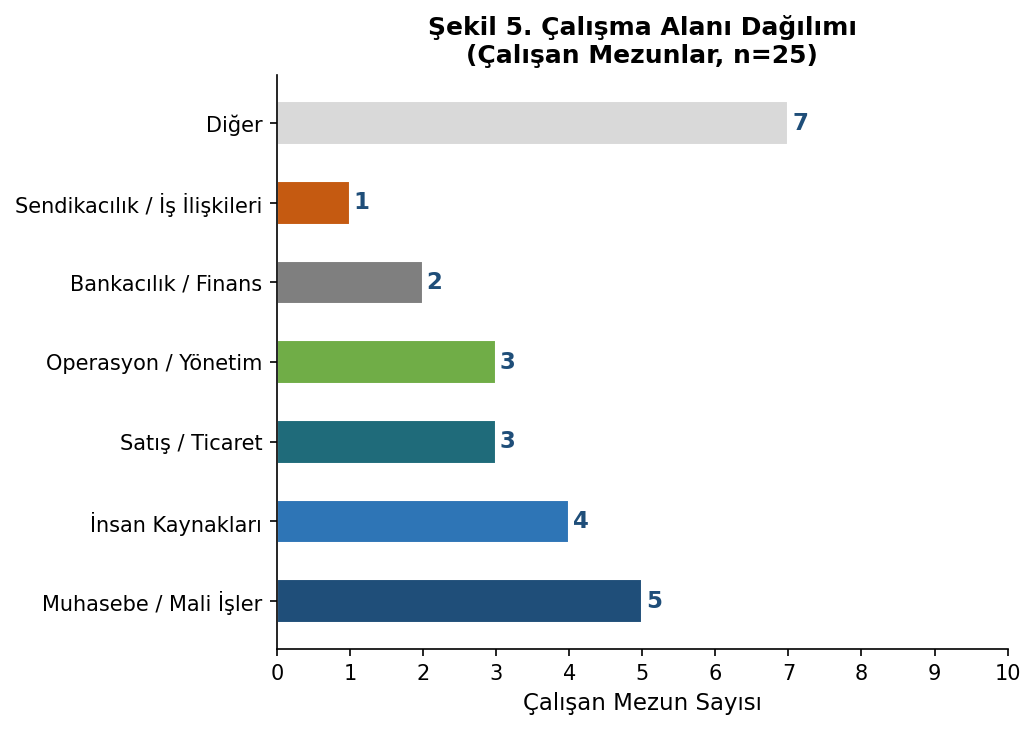 Şekil 5. Çalışma Alanı Dağılımı
(Çalışan Mezunlar, n=25)
Diğer 7
Sendikacılık / İş İlişkileri 1
Bankacılık / Finans 2
Operasyon / Yönetim 3
Satış / Ticaret 3
İnsan Kaynakları 4
Muhasebe / Mali İşler 5
0 1 2 3 4 5 6 7 8 9 10
Çalışan Mezun Sayısı